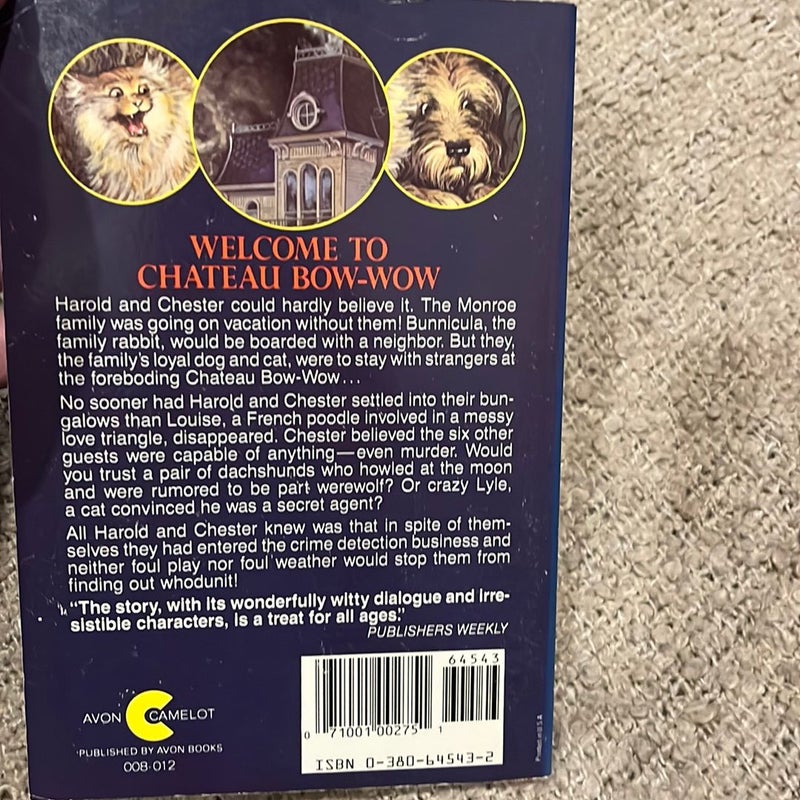 WELCOME TO
CHATEAU BOW-WOW
Harold and Chester could hardly believe it. The Monroe
family was going on vacation without them! Bunnicula, the
family rabbit, would be boarded with a neighbor. But they,
the family's loyal dog and cat, were to stay with strangers at
the foreboding Chateau Bow-Wow...
No sooner had Harold and Chester settled into their bun-
galows than Louise, a French poodle involved in a messy
love triangle, disappeared. Chester believed the six other
guests were capable of anything—even murder. Would
you trust a pair of dachshunds who howled at the moon
and were rumored to be part werewolf? Or crazy Lyle,
a cat convinced he was a secret agent?
All Harold and Chester knew was that in spite of them-
selves they had entered the crime detection business and
neither foul play nor foul weather would stop them from
finding out whodunit!
"The story, with its wonderfully witty dialogue and irre-
sistible characters, is a treat for all ages."
PUBLISHERS WEEKLY
AVON CAMELOT
PUBLISHED BY AVON BOOKS
008-012
64543
0 71001 00275 1
ISBN 0-380-64543-2
Printed in U.S.A.